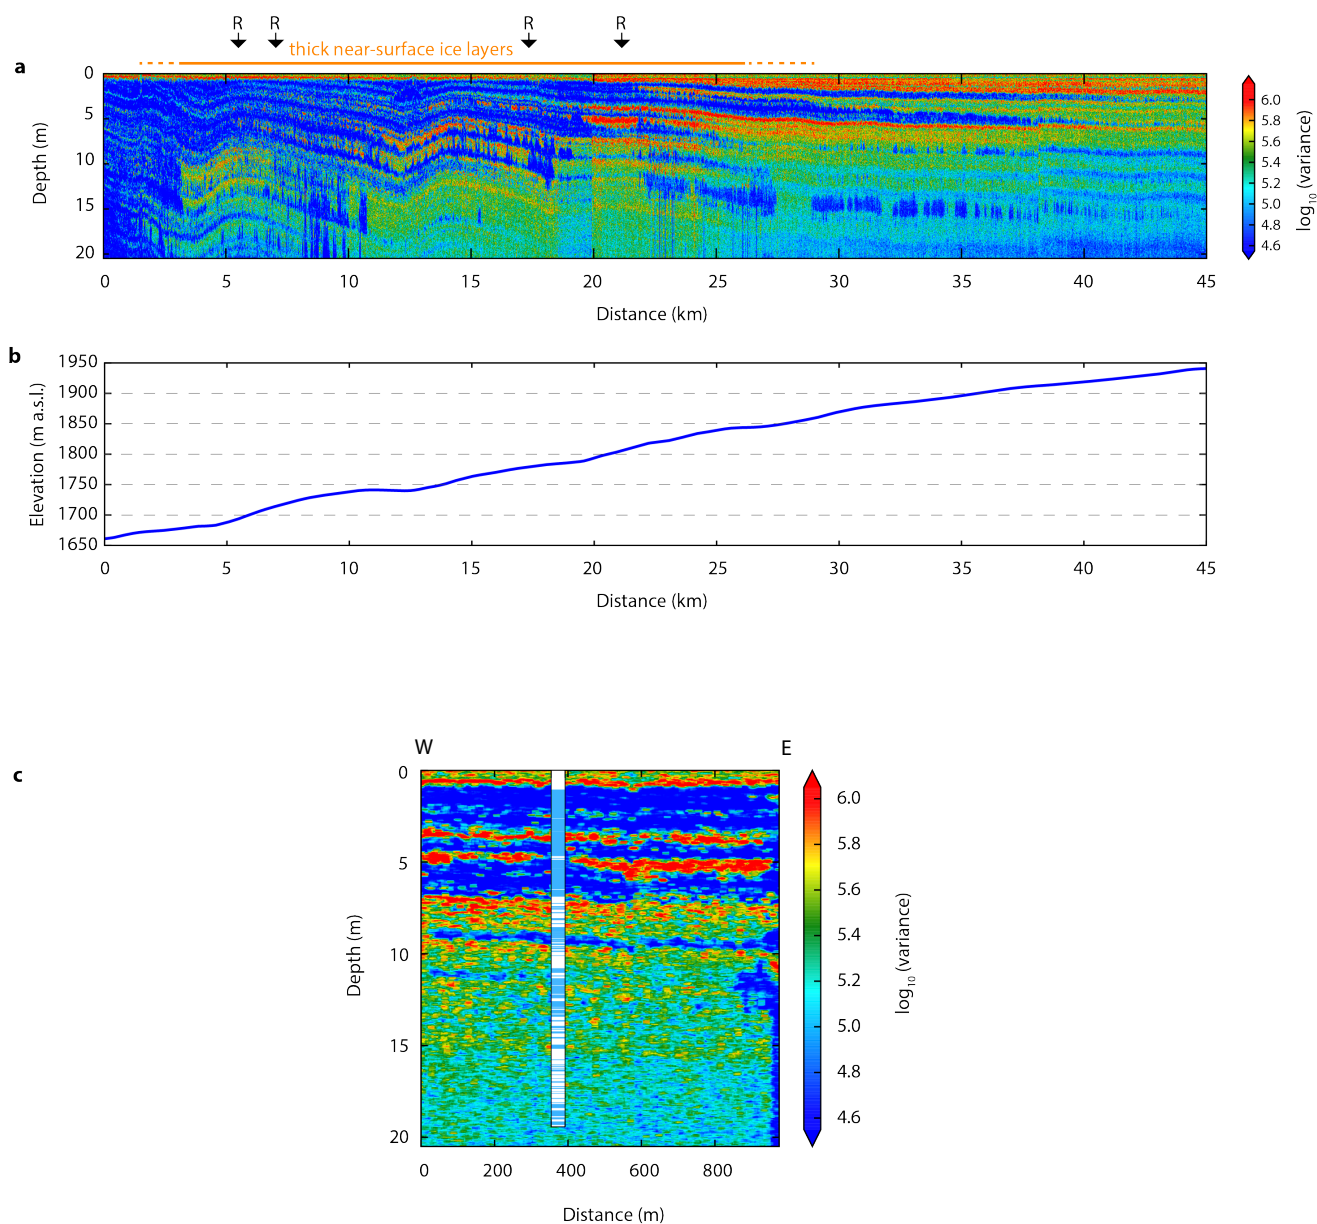 R R R R
thick near-surface ice layers
a
0
5
10
15
20
Depth (m)
0 5 10 15 20 25 30 35 40 45
Distance (km)
6.0
5.8
5.6
5.4
5.2
5.0
4.8
4.6
log10 (variance)
b
1950
1900
1850
1800
1750
1700
1650
Elevation (m a.s.l.)
0 5 10 15 20 25 30 35 40 45
Distance (km)
W E
c
0
5
10
15
20
Depth (m)
0 200 400 600 800
Distance (m)
6.0
5.8
5.6
5.4
5.2
5.0
4.8
4.6
log10 (variance)